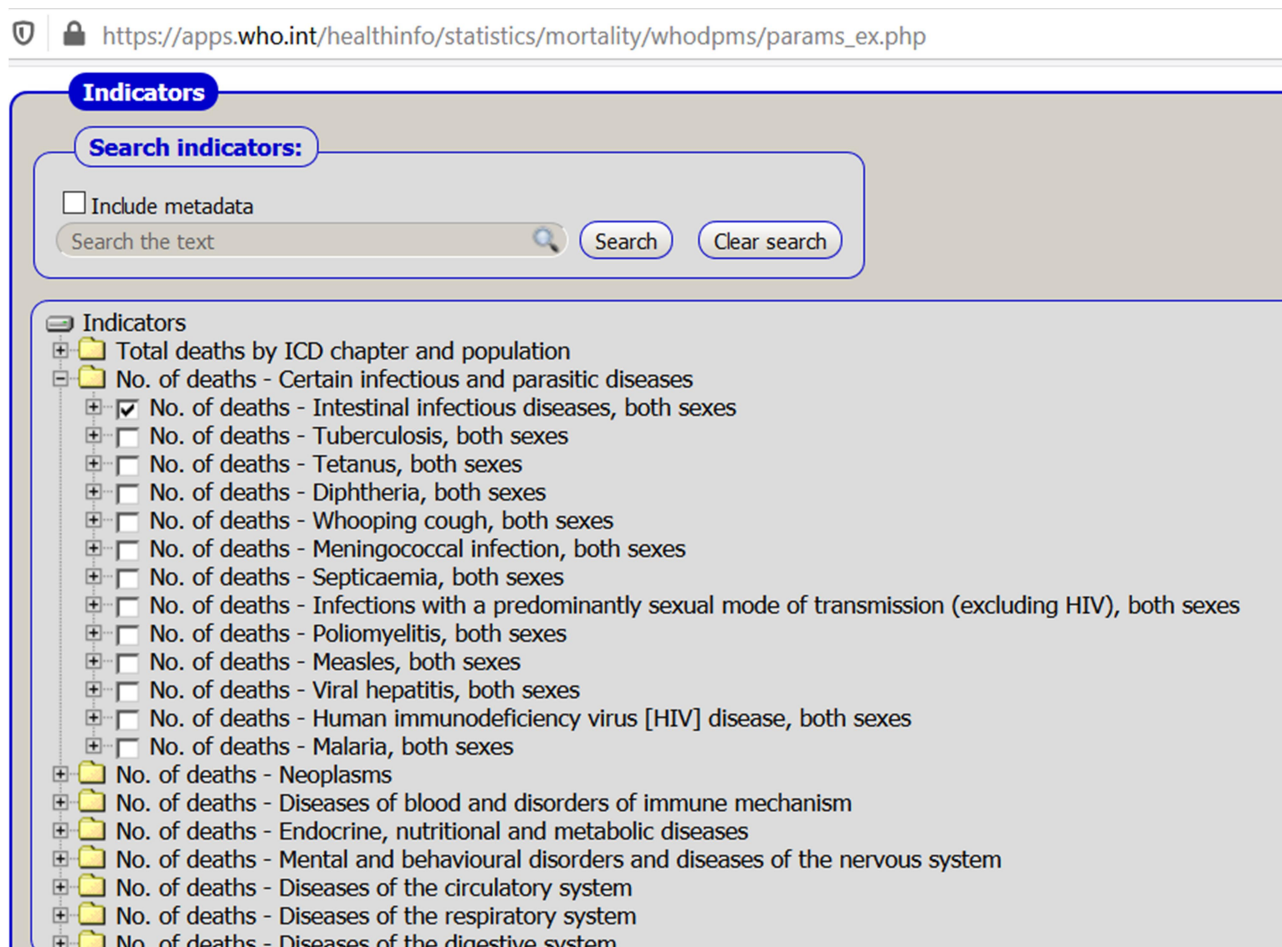 https://apps.who.int/healthinfo/statistics/mortality/whodpms/params_ex.php
Indicators
Search indicators:
Include metadata
Search the text
Search
Clear search
Indicators
Total deaths by ICD chapter and population
No. of deaths - Certain infectious and parasitic diseases
No. of deaths - Intestinal infectious diseases, both sexes
No. of deaths - Tuberculosis, both sexes
No. of deaths - Tetanus, both sexes
No. of deaths - Diphtheria, both sexes
No. of deaths - Whooping cough, both sexes
No. of deaths - Meningococcal infection, both sexes
No. of deaths - Septicaemia, both sexes
No. of deaths - Infections with a predominantly sexual mode of transmission (excluding HIV), both sexes
No. of deaths - Poliomyelitis, both sexes
No. of deaths - Measles, both sexes
No. of deaths - Viral hepatitis, both sexes
No. of deaths - Human immunodeficiency virus [HIV] disease, both sexes
No. of deaths - Malaria, both sexes
No. of deaths - Neoplasms
No. of deaths - Diseases of blood and disorders of immune mechanism
No. of deaths - Endocrine, nutritional and metabolic diseases
No. of deaths - Mental and behavioural disorders and diseases of the nervous system
No. of deaths - Diseases of the circulatory system
No. of deaths - Diseases of the respiratory system
No. of deaths - Diseases of the digestive system